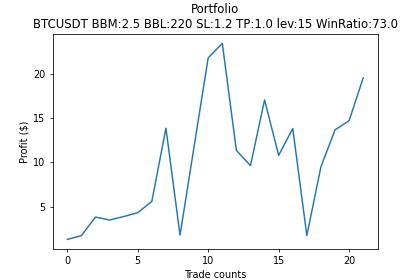 Portfolio
BTCUSDT BBM:2.5 BBL:220 SL:1.2 TP:1.0 lev:15 WinRatio:73.0
Profit ($)
20
15
10
5
0 5 10 15 20
Trade counts